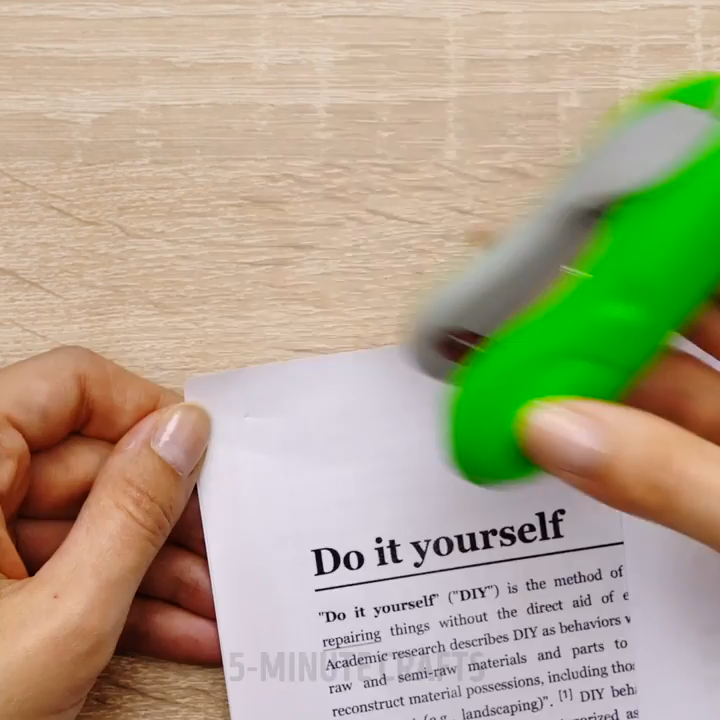 Do it yourself
"Do it yourself" ("DIY") is the method of
repairing things without the direct aid of e
Academic research describes DIY as behaviors
raw and semi-raw materials and parts to
reconstruct material possessions, including tho
landscaping)". [1] DIY beh
5-MINUTE CRAFTS